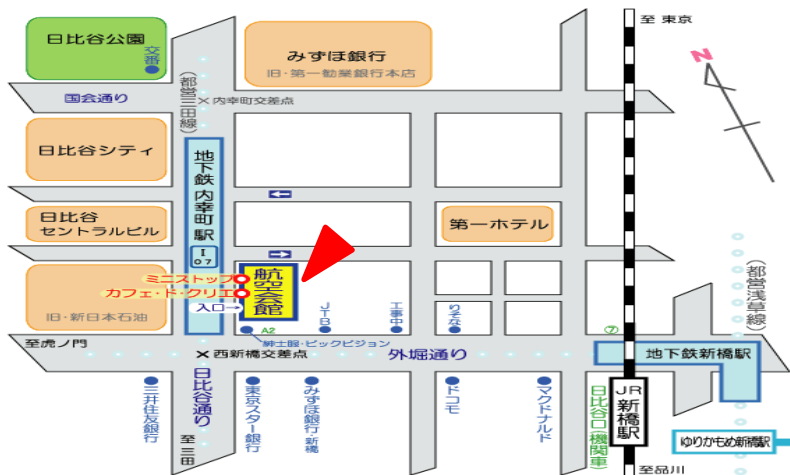 至 東京
日比谷公園
交番
みずほ銀行
旧・第一勧業銀行本店
N
国会通り
(都営三田線)
内幸町交差点
日比谷シティ
地下鉄 内幸町駅
I
07
日比谷
セントラルビル
第一ホテル
ミニストップ
カフェ・ド・クリエ
航空会館
入口→
旧・新日本石油
A2
紳士服・ビックビジョン
JTB
工事中
りそな
⑦
(都営浅草線)
至虎ノ門
西新橋交差点
外堀通り
地下鉄新橋駅
三井住友銀行
日比谷通り
至 三田
東京スター銀行
みずほ銀行・新橋
ドコモ
マクドナルド
日比谷口(機関車)
JR
新橋駅
ゆりかもめ新橋駅
至品川